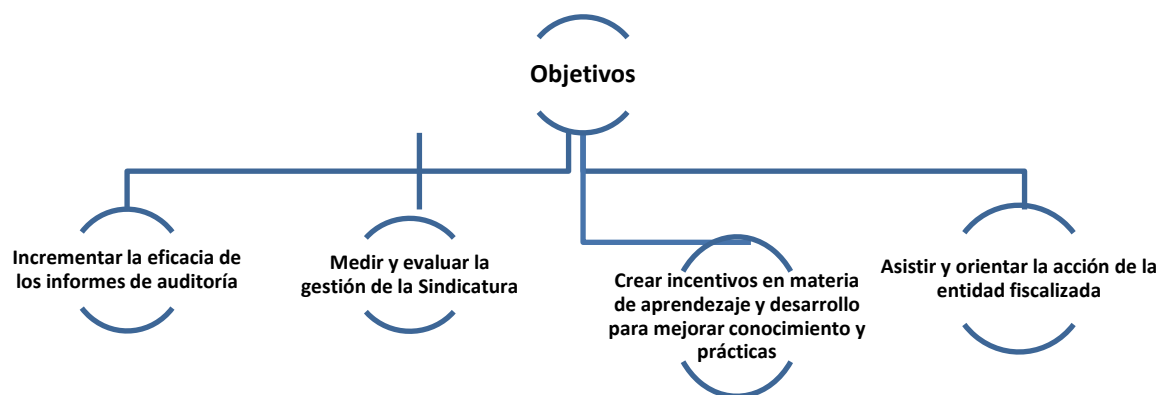 Objetivos
Incrementar la eficacia de
los informes de auditoría
Medir y evaluar la
gestión de la Sindicatura
Crear incentivos en materia
de aprendezaje y desarrollo
para mejorar conocimiento y
prácticas
Asistir y orientar la acción de la
entidad fiscalizada